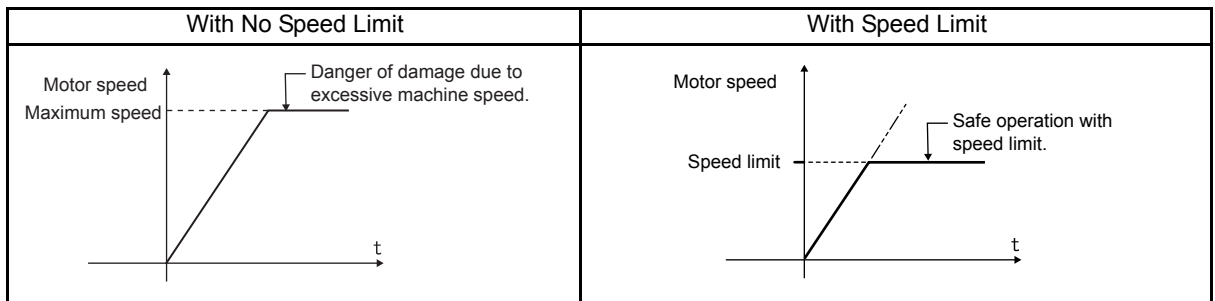 With No Speed Limit
With Speed Limit
Motor speed
Maximum speed
Danger of damage due to
excessive machine speed.
t
Motor speed
Speed limit
Safe operation with
speed limit.
t